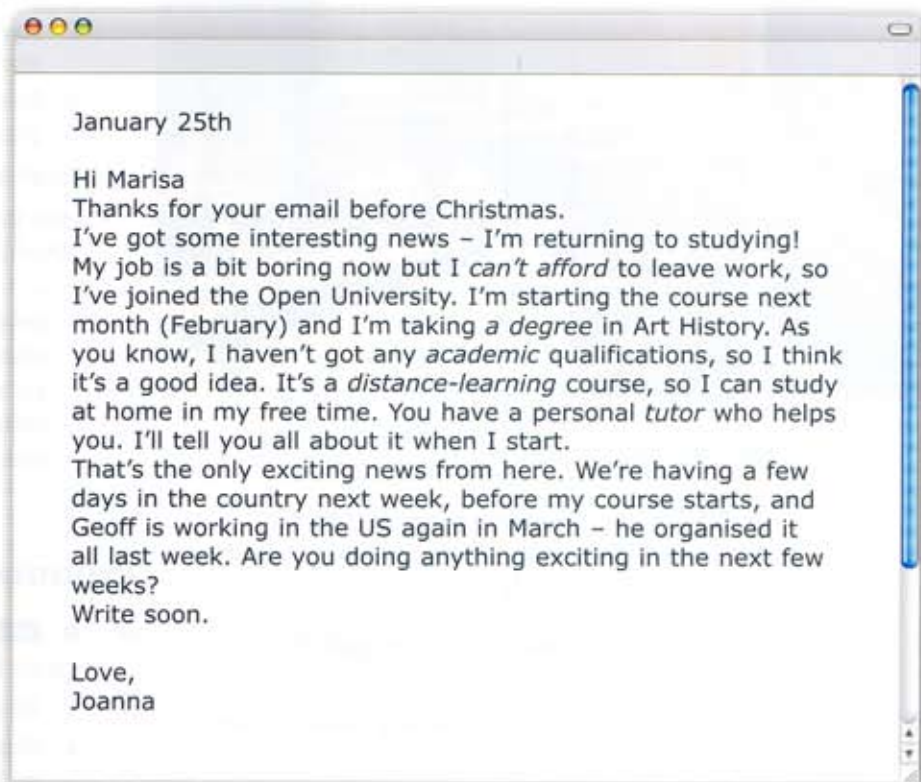 January 25th
Hi Marisa
Thanks for your email before Christmas.
I've got some interesting news – I'm returning to studying!
My job is a bit boring now but I can't afford to leave work, so
I've joined the Open University. I'm starting the course next
month (February) and I'm taking a degree in Art History. As
you know, I haven't got any academic qualifications, so I think
it's a good idea. It's a distance-learning course, so I can study
at home in my free time. You have a personal tutor who helps
you. I'll tell you all about it when I start.
That's the only exciting news from here. We're having a few
days in the country next week, before my course starts, and
Geoff is working in the US again in March – he organised it
all last week. Are you doing anything exciting in the next few
weeks?
Write soon.
Love,
Joanna